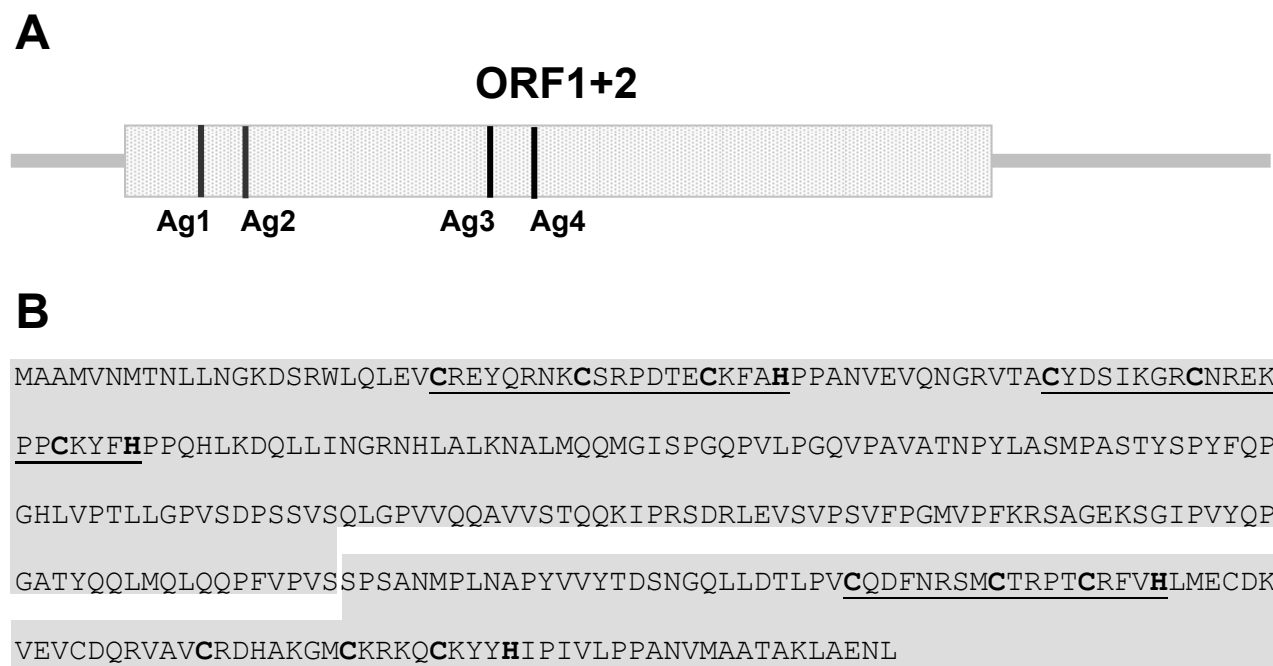 A
ORF1+2
Ag1 Ag2 Ag3 Ag4
B
MAAMVNMTNLLNGKDSRWLQLEVCREYQRNKCSRPDTECKFAHPPANVEVQNGRVTACYDSIKGRCNREK
PPCKYFHPPQHLKDQLLINGRNHLALKNALMQQMGISPGQPVLPGQVPAVATNPYLASMPASTYSPYFQP
GHLVPTLLGPVSDPSSVSQLGPVVQQAVVSTQQKIPRSDRLEVSVPSVFPGMVPFKRSAGEKSGIPVYQP
GATYQQLMQLQQPFVPVSSPSANMPLNAPYVVYTDSNGQLLDTLPVCQDFNRSMCTRPTCRFVHLMECDK
VEVCDQRVAVCRDHAKGMCKRKQCKYYHIPIVLPPANVMAATAKLAENL